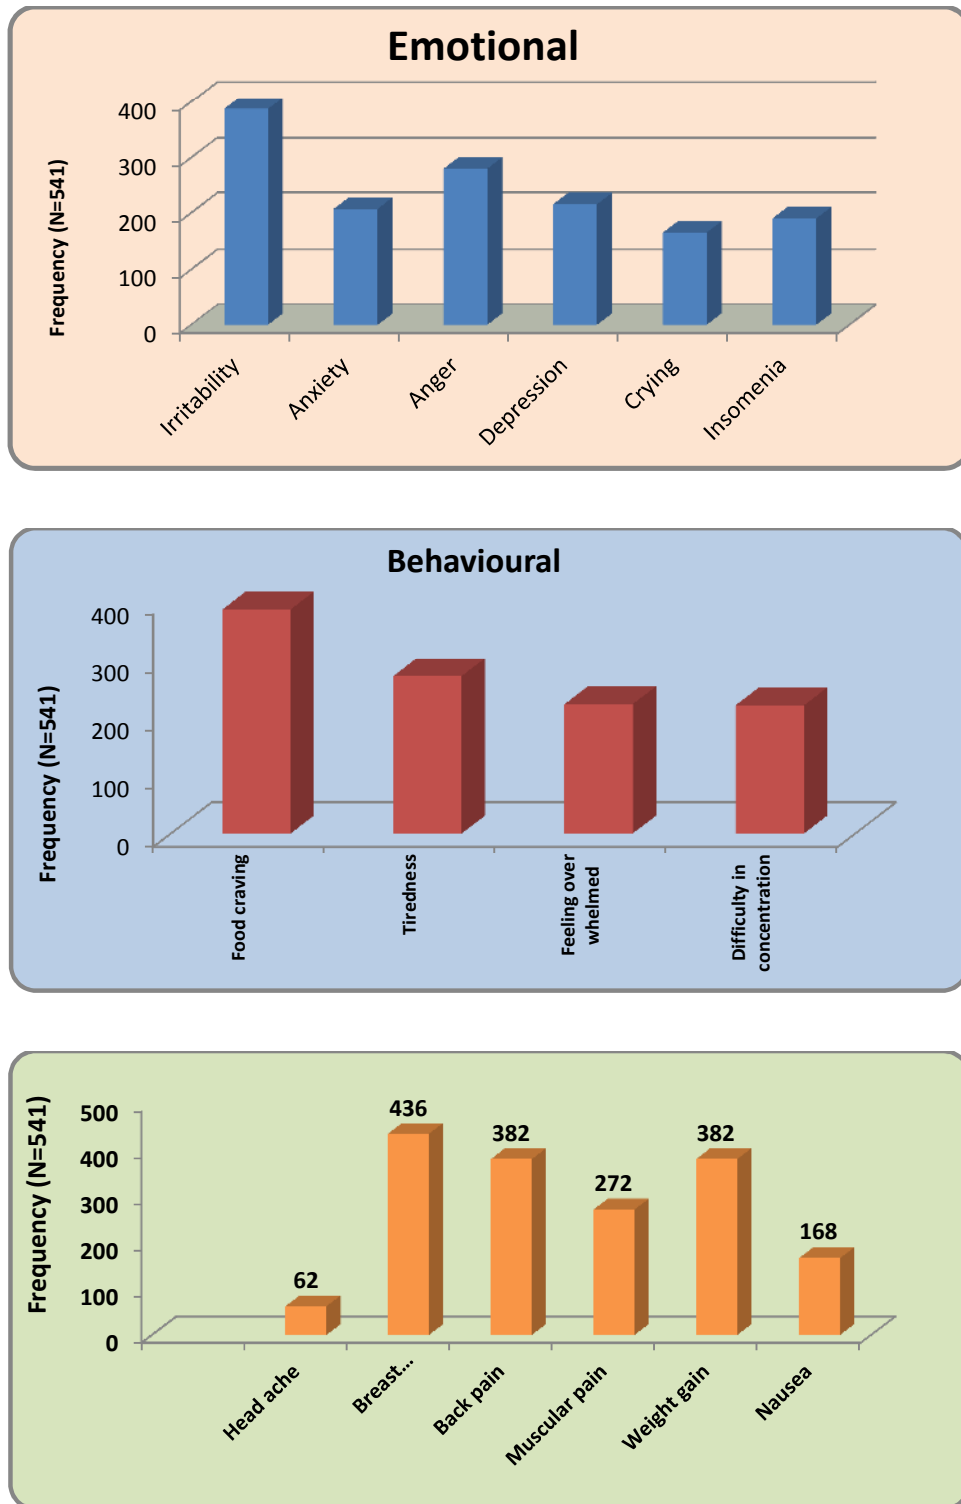 Emotional
Frequency (N=541)
400
300
200
100
0
Irritability
Anxiety
Anger
Depression
Crying
Insomenia
Behavioural
Frequency (N=541)
400
300
200
100
0
Food craving
Tiredness
Feeling over
whelmed
Difficulty in
concentration
Frequency (N=541)
500
400
300
200
100
0
62
436
382
272
382
168
Head ache
Breast...
Back pain
Muscular pain
Weight gain
Nausea